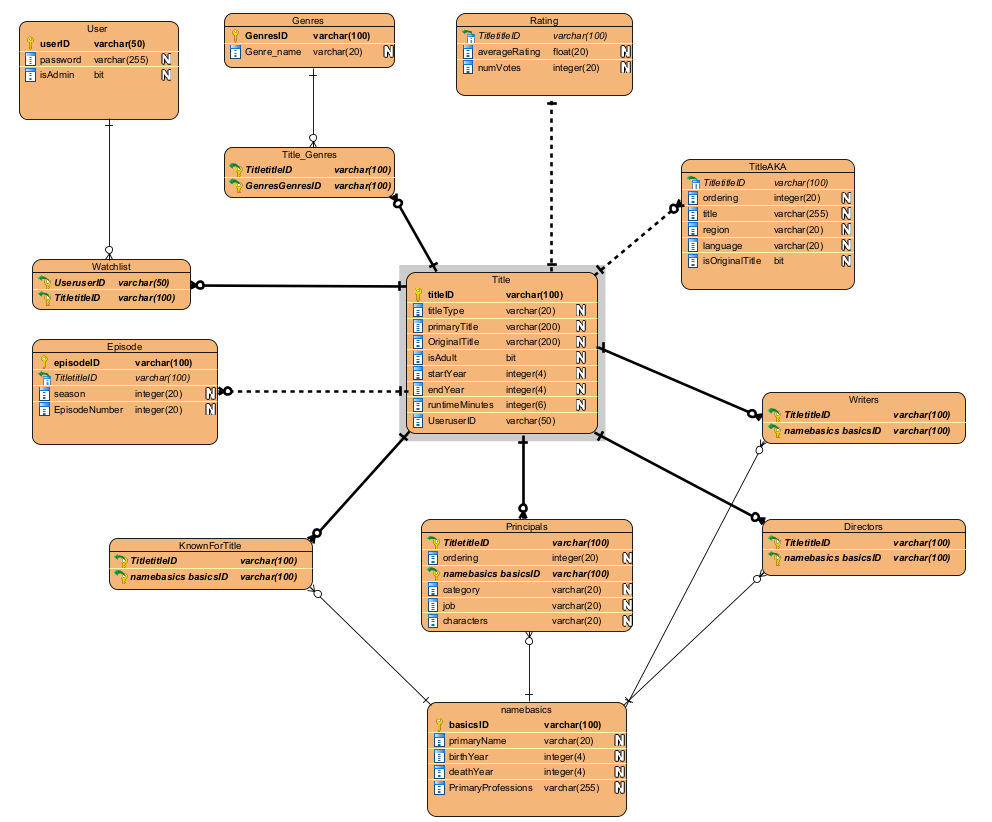 User
userID varchar(50)
password varchar(255) N
isAdmin bit N
Genres
GenresID varchar(100)
Genre_name varchar(20) N
Rating
TitletitleID varchar(100)
averageRating float(20) N
numVotes integer(20) N
Title_Genres
TitletitleID varchar(100)
GenresGenresID varchar(100)
TitleAKA
TitletitleID varchar(100)
ordering integer(20) N
title varchar(255) N
region varchar(20) N
language varchar(20) N
isOriginalTitle bit N
Watchlist
UseruserID varchar(50)
TitletitleID varchar(100)
Title
titleID varchar(100)
titleType varchar(20) N
primaryTitle varchar(200) N
OriginalTitle varchar(200) N
isAdult bit N
startYear integer(4) N
endYear integer(4) N
runtimeMinutes integer(6) N
UseruserID varchar(50)
Episode
episodeID varchar(100)
TitletitleID varchar(100)
season integer(20) N
EpisodeNumber integer(20) N
Writers
TitletitleID varchar(100)
namebasics basicsID varchar(100)
KnownForTitle
TitletitleID varchar(100)
namebasics basicsID varchar(100)
Principals
TitletitleID varchar(100)
ordering integer(20) N
namebasics basicsID varchar(100)
category varchar(20) N
job varchar(20) N
characters varchar(20) N
Directors
TitletitleID varchar(100)
namebasics basicsID varchar(100)
namebasics
basicsID varchar(100)
primaryName varchar(20) N
birthYear integer(4) N
deathYear integer(4) N
PrimaryProfessions varchar(255) N